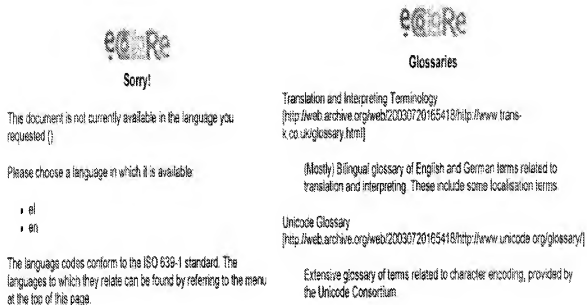 eCoLoRe
Sorry!
This document is not currently available in the language you
requested ()
Please choose a language in which it is available:
el
en
The language codes conform to the ISO 639-1 standard. The
languages to which they relate can be found by referring to the menu
at the top of this page.
eCoLoRe
Glossaries
Translation and Interpreting Terminology
[http://web.archive.org/web/20030720165418/http://www.trans-
k.co.uk/glossary.html]
(Mostly) Bilingual glossary of English and German terms related to
translation and interpreting. These include some localisation terms
Unicode Glossary
[http://web.archive.org/web/20030720165418/http://www.unicode.org/glossary/]
Extensive glossary of terms related to character encoding, provided by
the Unicode Consortium